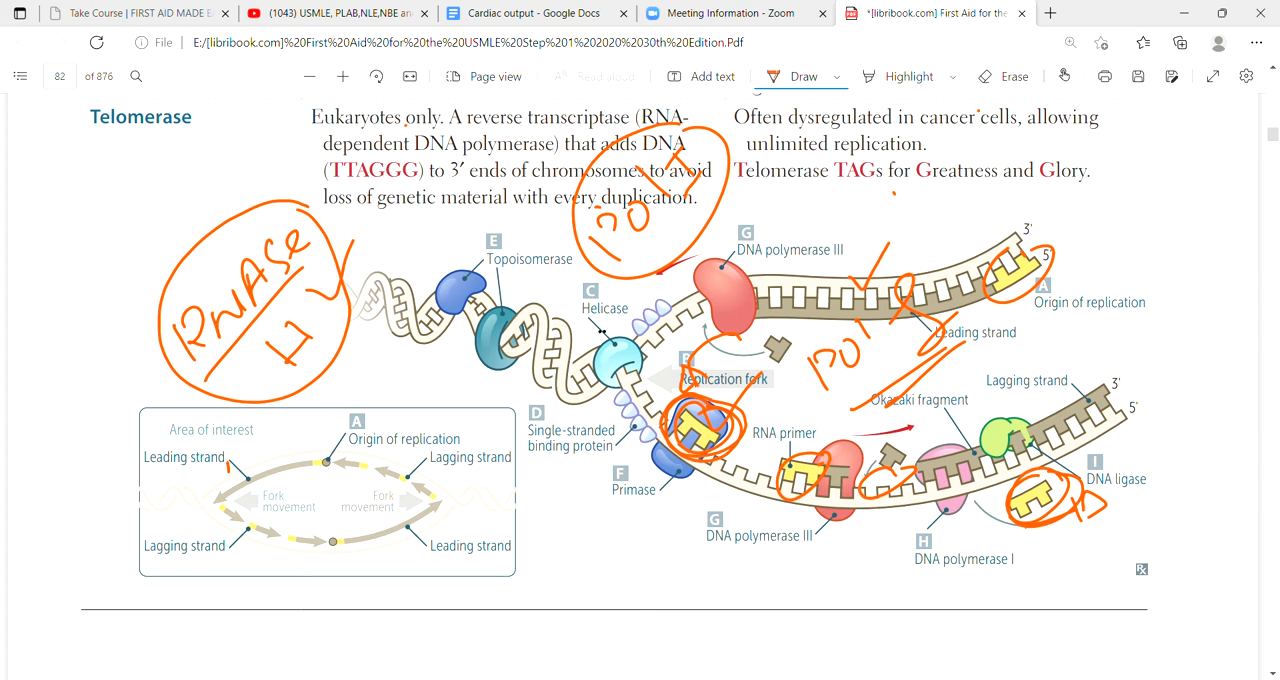 Take Course | FIRST AID MADE E
(1043) USMLE, PLAB,NLE,NBE an
Cardiac output - Google Docs
Meeting Information - Zoom
*[libribook.com] First Aid for the
File
E:/[libribook.com]%20First%20Aid%20for%20the%20USMLE%20Step%201%202020%2030th%20Edition.Pdf
82 of 876
Page view
Read aloud
Add text
Draw
Highlight
Erase
Telomerase
Eukaryotes only. A reverse transcriptase (RNA-
dependent DNA polymerase) that adds DNA
(TTAGGG) to 3′ ends of chromosomes to avoid
loss of genetic material with every duplication.
Often dysregulated in cancer cells, allowing
unlimited replication.
Telomerase TAGs for Greatness and Glory.
RNASE
H
E
Topoisomerase
C
Helicase
G
DNA polymerase III
3′
5′
A
Origin of replication
Leading strand
B
Replication fork
Lagging strand
3′
5′
Okazaki fragment
D
Single-stranded
binding protein
RNA primer
F
Primase
I
DNA ligase
G
DNA polymerase III
H
DNA polymerase I
Area of interest
A
Origin of replication
Leading strand
Lagging strand
Fork
movement
Fork
movement
Lagging strand
Leading strand
Rx